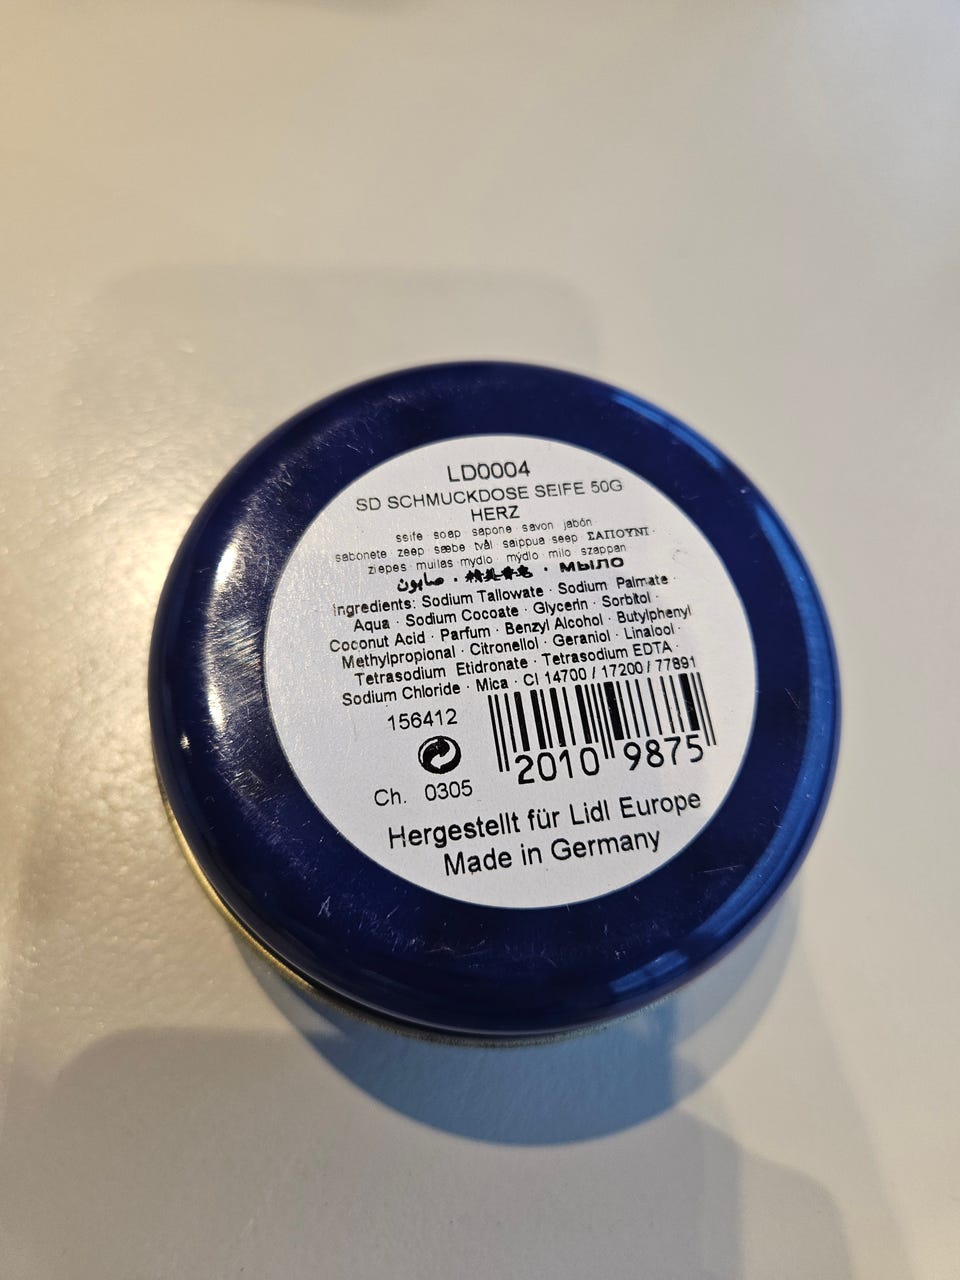 LD0004
SD SCHMUCKDOSE SEIFE 50G
HERZ
seife · soap · sapone · savon · jabón ·
sabonete · zeep · sæbe · tvål · saippua · seep · ΣΑΠΟΥΝΙ ·
ziepes · muilas · mydlo · mýdlo · milo · szappan
صابون · · мыло
Ingredients: Sodium Tallowate · Sodium Palmate ·
Aqua · Sodium Cocoate · Glycerin · Sorbitol ·
Coconut Acid · Parfum · Benzyl Alcohol · Butylphenyl
Methylpropional · Citronellol · Geraniol · Linalool ·
Tetrasodium Etidronate · Tetrasodium EDTA ·
Sodium Chloride · Mica · CI 14700 / 17200 / 77891
156412
2010 9875
Ch. 0305
Hergestellt für Lidl Europe
Made in Germany